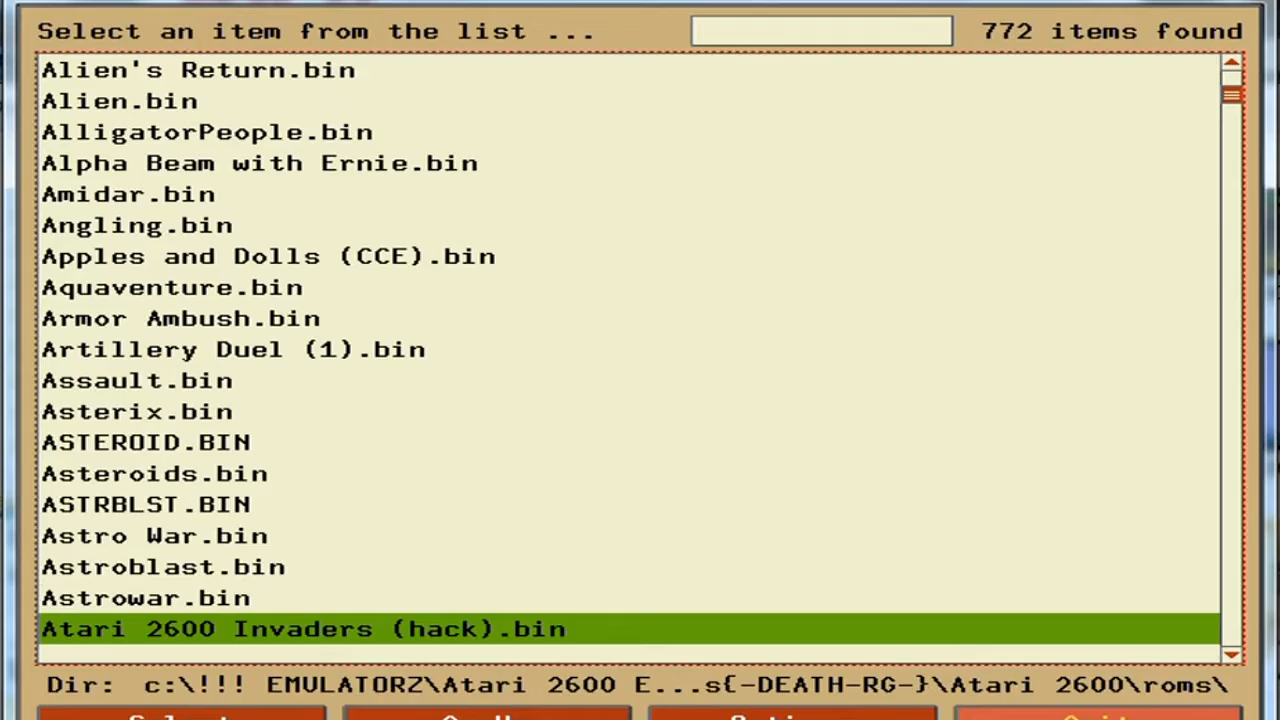 Select an item from the list ... 772 items found
Alien's Return.bin
Alien.bin
AlligatorPeople.bin
Alpha Beam with Ernie.bin
Amidar.bin
Angling.bin
Apples and Dolls (CCE).bin
Aquaventure.bin
Armor Ambush.bin
Artillery Duel (1).bin
Assault.bin
Asterix.bin
ASTEROID.BIN
Asteroids.bin
ASTRBLST.BIN
Astro War.bin
Astroblast.bin
Astrowar.bin
Atari 2600 Invaders (hack).bin
Dir: c:\!!! EMULATORZ\Atari 2600 E...s{-DEATH-RG-}\Atari 2600\roms\